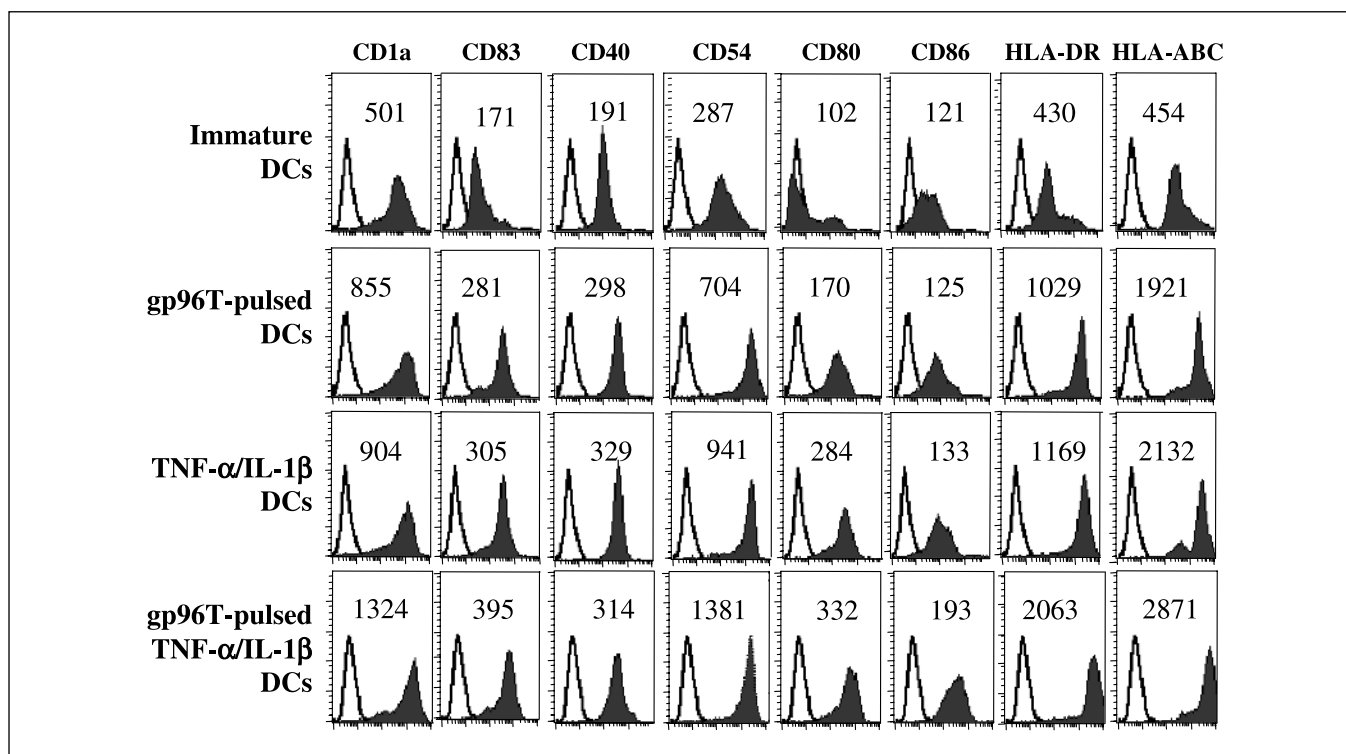 CD1a CD83 CD40 CD54 CD80 CD86 HLA-DR HLA-ABC
Immature
DCs
501 171 191 287 102 121 430 454
gp96T-pulsed
DCs
855 281 298 704 170 125 1029 1921
TNF-α/IL-1β
DCs
904 305 329 941 284 133 1169 2132
gp96T-pulsed
TNF-α/IL-1β
DCs
1324 395 314 1381 332 193 2063 2871